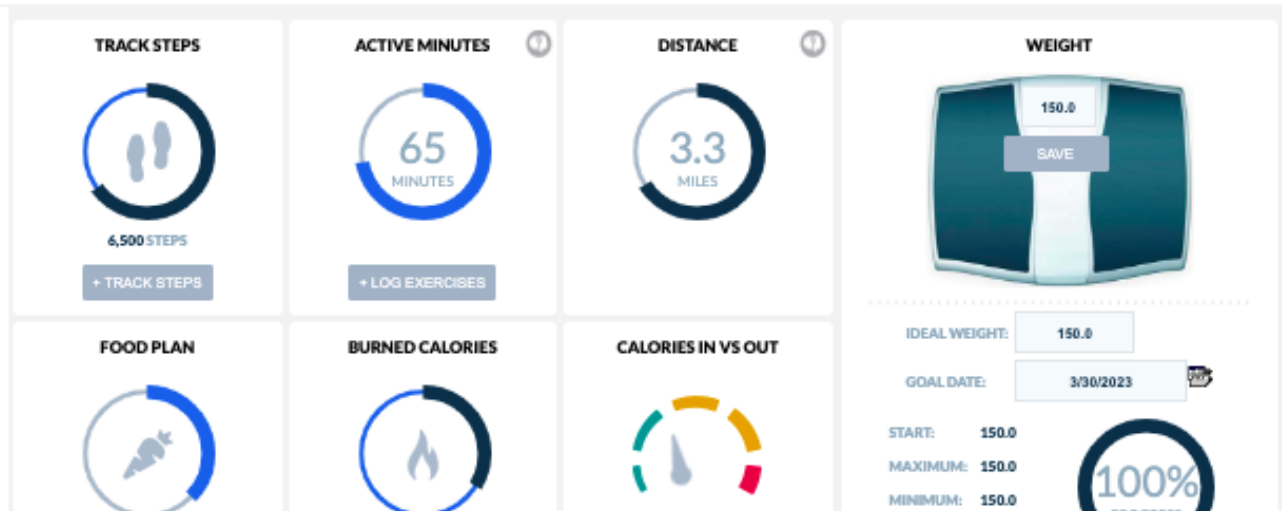 TRACK STEPS
6,500 STEPS
+ TRACK STEPS
ACTIVE MINUTES
65
MINUTES
+ LOG EXERCISES
DISTANCE
3.3
MILES
WEIGHT
150.0
SAVE
IDEAL WEIGHT: 150.0
GOAL DATE: 3/30/2023
START: 150.0
MAXIMUM: 150.0
MINIMUM: 150.0
100%
FOOD PLAN
BURNED CALORIES
CALORIES IN VS OUT